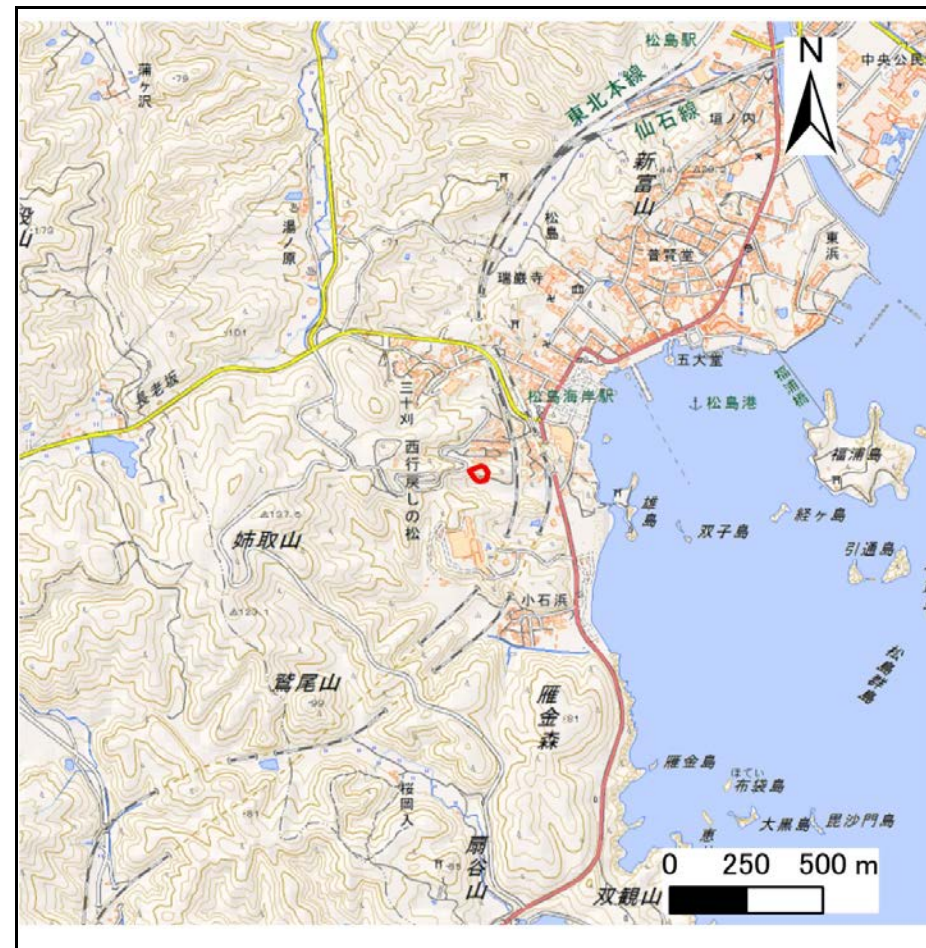 松島駅
N
中央公民
蒲ヶ沢
東北本線
仙石線
垣ノ内
新富山
湯ノ原
松島
普賢堂
東浜
瑞巌寺
101
五大堂
長老坂
三十刈
松島海岸駅
松島港
福浦橋
西行戻しの松
福浦島
雄島
経ヶ島
双子島
137.5
姉取山
引通島
小石浜
鷲尾山
99
雁金森
81
松島群島
雁金島
ほてい
布袋島
桜岡入
大黒島
毘沙門島
81
扇谷山
0 250 500 m
双観山